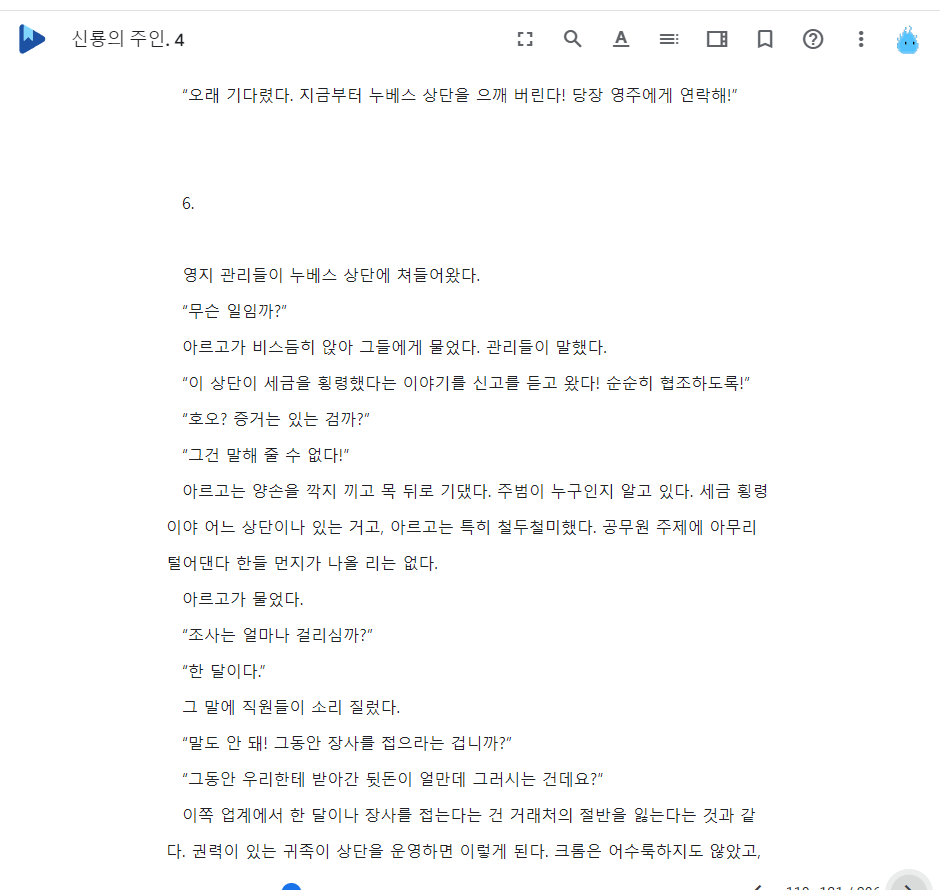 신룡의 주인. 4
“오래 기다렸다. 지금부터 누베스 상단을 으깨 버린다! 당장 영주에게 연락해!”
6.
영지 관리들이 누베스 상단에 쳐들어왔다.
“무슨 일임까?”
아르고가 비스듬히 앉아 그들에게 물었다. 관리들이 말했다.
“이 상단이 세금을 횡령했다는 이야기를 신고를 듣고 왔다! 순순히 협조하도록!”
“호오? 증거는 있는 검까?”
“그건 말해 줄 수 없다!”
아르고는 양손을 깍지 끼고 목 뒤로 기댔다. 주범이 누구인지 알고 있다. 세금 횡령
이야 어느 상단이나 있는 거고, 아르고는 특히 철두철미했다. 공무원 주제에 아무리
털어댄다 한들 먼지가 나올 리는 없다.
아르고가 물었다.
“조사는 얼마나 걸리심까?”
“한 달이다.”
그 말에 직원들이 소리 질렀다.
“말도 안 돼! 그동안 장사를 접으라는 겁니까?”
“그동안 우리한테 받아간 뒷돈이 얼만데 그러시는 건데요?”
이쪽 업계에서 한 달이나 장사를 접는다는 건 거래처의 절반을 잃는다는 것과 같
다. 권력이 있는 귀족이 상단을 운영하면 이렇게 된다. 크롬은 어수룩하지도 않았고,